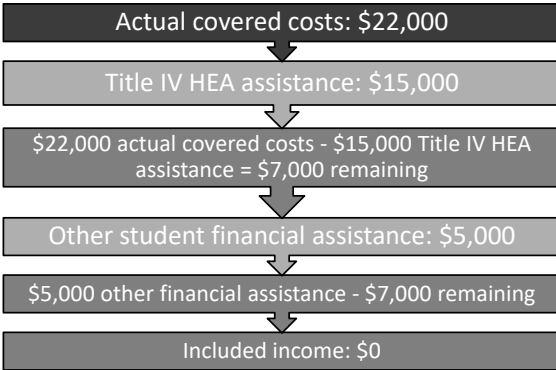 Actual covered costs: $22,000
Title IV HEA assistance: $15,000
$22,000 actual covered costs - $15,000 Title IV HEA
assistance = $7,000 remaining
Other student financial assistance: $5,000
$5,000 other financial assistance - $7,000 remaining
Included income: $0